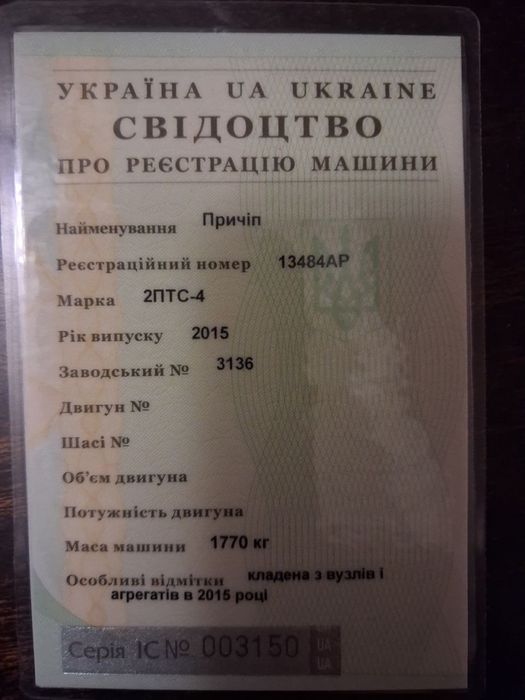 УКРАЇНА UA UKRAINE
СВІДОЦТВО
ПРО РЕЄСТРАЦІЮ МАШИНИ
Найменування Причіп
Реєстраційний номер 13484АР
Марка 2ПТС-4
Рік випуску 2015
Заводський № 3136
Двигун №
Шасі №
Об'єм двигуна
Потужність двигуна
Маса машини 1770 кг
Особливі відмітки кладена з вузлів і
агрегатів в 2015 році
Серія ІС № 003150 UA
UA